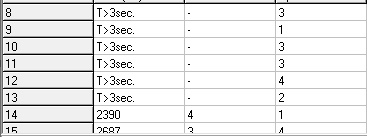 8 T>3sec. - 3
9 T>3sec. - 1
10 T>3sec. - 3
11 T>3sec. - 3
12 T>3sec. - 4
13 T>3sec. - 2
14 2390 4 1
15 2687 3 4